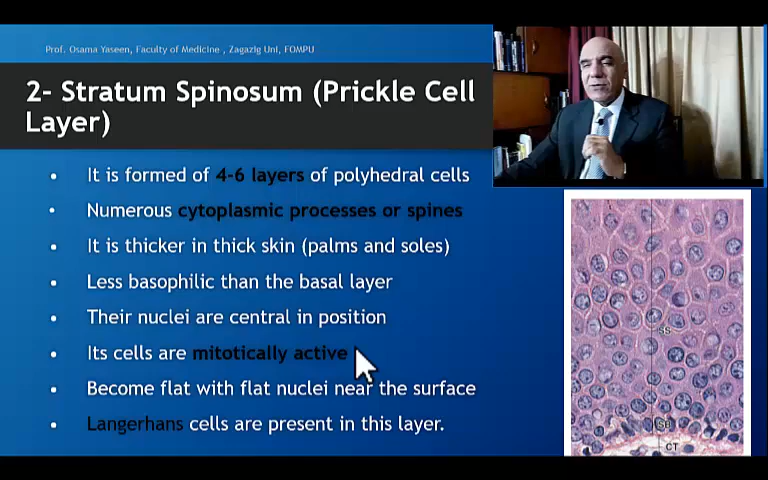 Prof. Osama Yaseen, Faculty of Medicine , Zagazig Uni, FOMPU
2- Stratum Spinosum (Prickle Cell
Layer)
• It is formed of 4-6 layers of polyhedral cells
• Numerous cytoplasmic processes or spines
• It is thicker in thick skin (palms and soles)
• Less basophilic than the basal layer
• Their nuclei are central in position
• Its cells are mitotically active
• Become flat with flat nuclei near the surface
• Langerhans cells are present in this layer.
SS
SB
CT